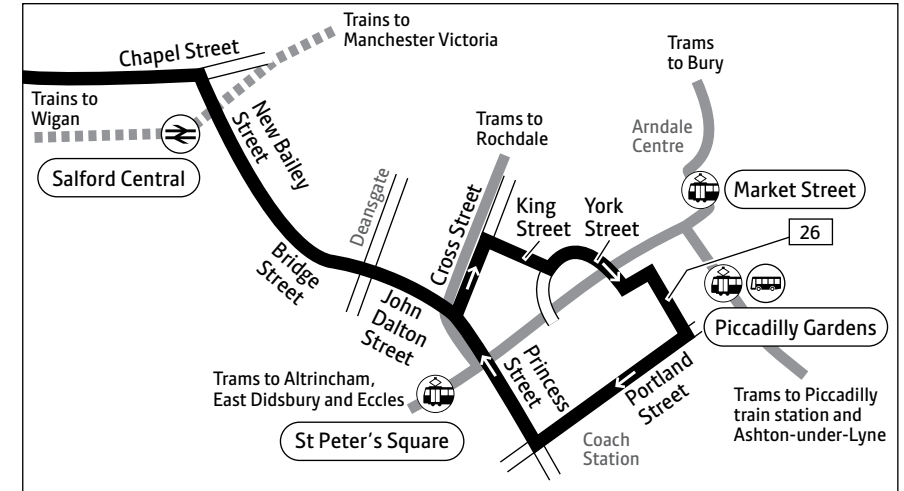 Chapel Street
Trains to
Manchester Victoria
Trams
to Bury
Trains to
Wigan
New Bailey
Street
Trams to
Rochdale
Arndale
Centre
Salford Central
Deansgate
Cross Street
King
Street
York
Street
Market Street
26
Bridge
Street
John
Dalton
Street
Piccadilly Gardens
Princess
Street
Portland
Street
Trams to Altrincham,
East Didsbury and Eccles
St Peter's Square
Coach
Station
Trams to Piccadilly
train station and
Ashton-under-Lyne